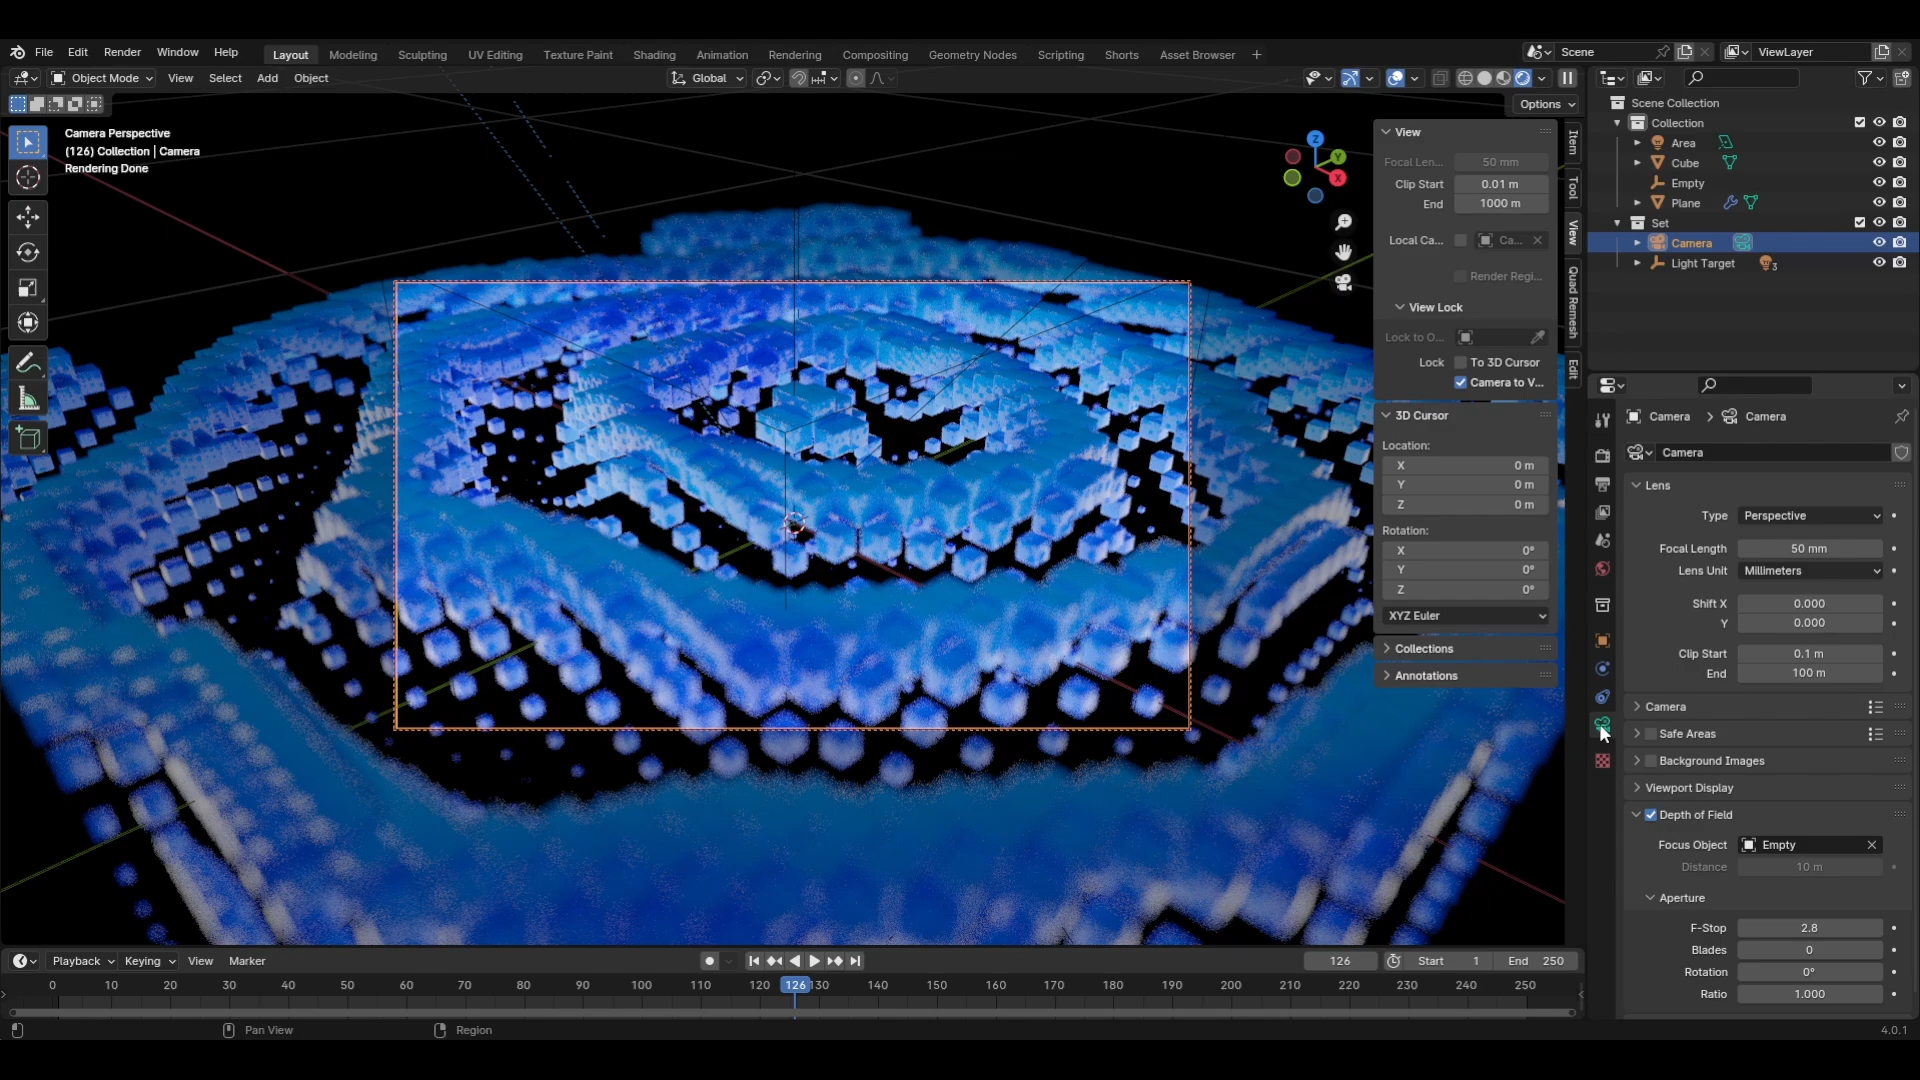 File Edit Render Window Help Layout Modeling Sculpting UV Editing Texture Paint Shading Animation Rendering Compositing Geometry Nodes Scripting Shorts Asset Browser + Scene ViewLayer
Object Mode View Select Add Object Global
Options
Camera Perspective
(126) Collection | Camera
Rendering Done
Z
Y
X
View
Focal Len... 50 mm
Clip Start 0.01 m
End 1000 m
Local Ca... Ca...
Render Regi...
View Lock
Lock to O...
Lock To 3D Cursor
Camera to V...
3D Cursor
Location:
X 0 m
Y 0 m
Z 0 m
Rotation:
X 0°
Y 0°
Z 0°
XYZ Euler
Collections
Annotations
Item
Tool
View
Quad Remesh
Edit
Scene Collection
Collection
Area
Cube
Empty
Plane
Set
Camera
Light Target 3
Camera > Camera
Camera
Lens
Type Perspective
Focal Length 50 mm
Lens Unit Millimeters
Shift X 0.000
Y 0.000
Clip Start 0.1 m
End 100 m
Camera
Safe Areas
Background Images
Viewport Display
Depth of Field
Focus Object Empty
Distance 10 m
Aperture
F-Stop 2.8
Blades 0
Rotation 0°
Ratio 1.000
Playback Keying View Marker 126 Start 1 End 250
0 10 20 30 40 50 60 70 80 90 100 110 120 126 130 140 150 160 170 180 190 200 210 220 230 240 250
Pan View Region 4.0.1